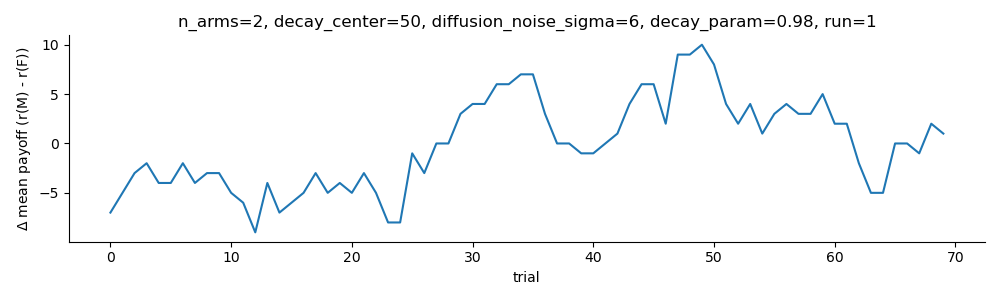 n_arms=2, decay_center=50, diffusion_noise_sigma=6, decay_param=0.98, run=1
Δ mean payoff (r(M) - r(F))
10
5
0
−5
0 10 20 30 40 50 60 70
trial